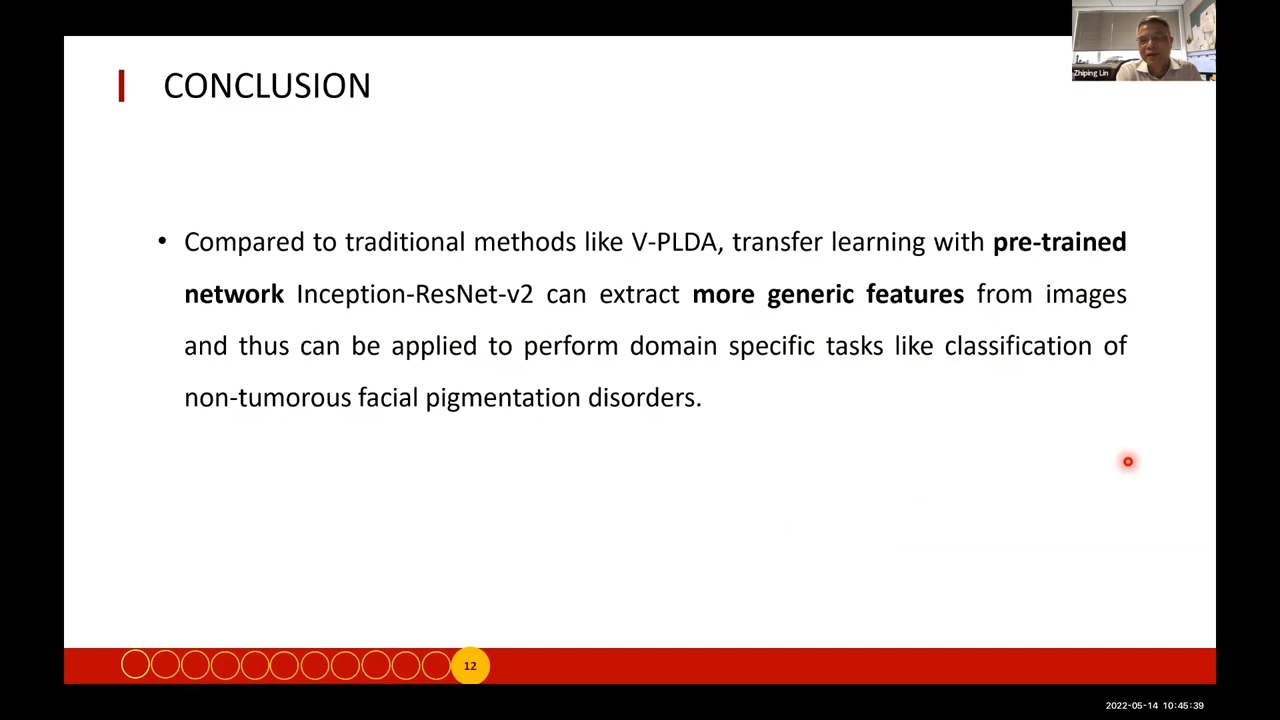 Zhiping Lin
CONCLUSION
• Compared to traditional methods like V-PLDA, transfer learning with pre-trained
network Inception-ResNet-v2 can extract more generic features from images
and thus can be applied to perform domain specific tasks like classification of
non-tumorous facial pigmentation disorders.
12
2022-05-14 10:45:39